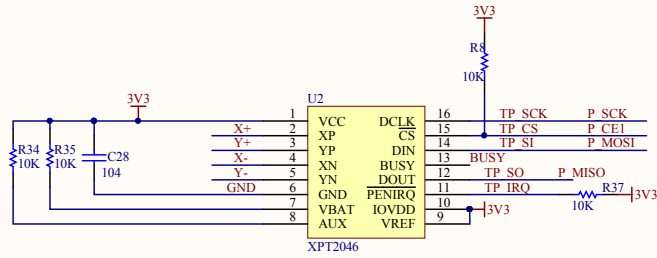 3V3
R8
10K
U2
3V3
1 VCC DCLK 16 TP_SCK P_SCK
X+ 2 XP CS 15 TP_CS P_CE1
Y+ 3 YP DIN 14 TP_SI P_MOSI
X- 4 XN BUSY 13 BUSY
Y- 5 YN DOUT 12 TP_SO P_MISO
GND 6 GND PENIRQ 11 TP_IRQ R37
10K
3V3
7 VBAT IOVDD 10 3V3
8 AUX VREF 9
R34
10K
R35
10K
C28
104
XPT2046